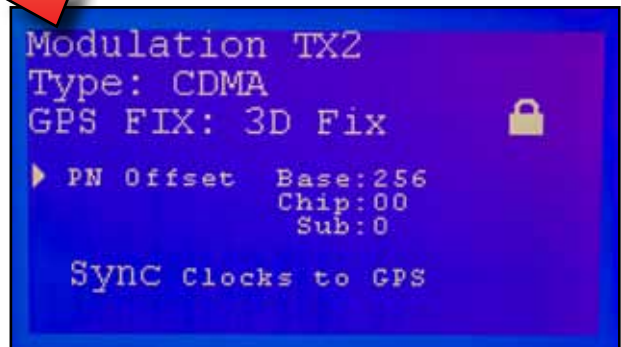 Modulation TX2
Type: CDMA
GPS FIX: 3D Fix
PN Offset Base:256
Chip:00
Sub:0
Sync Clocks to GPS